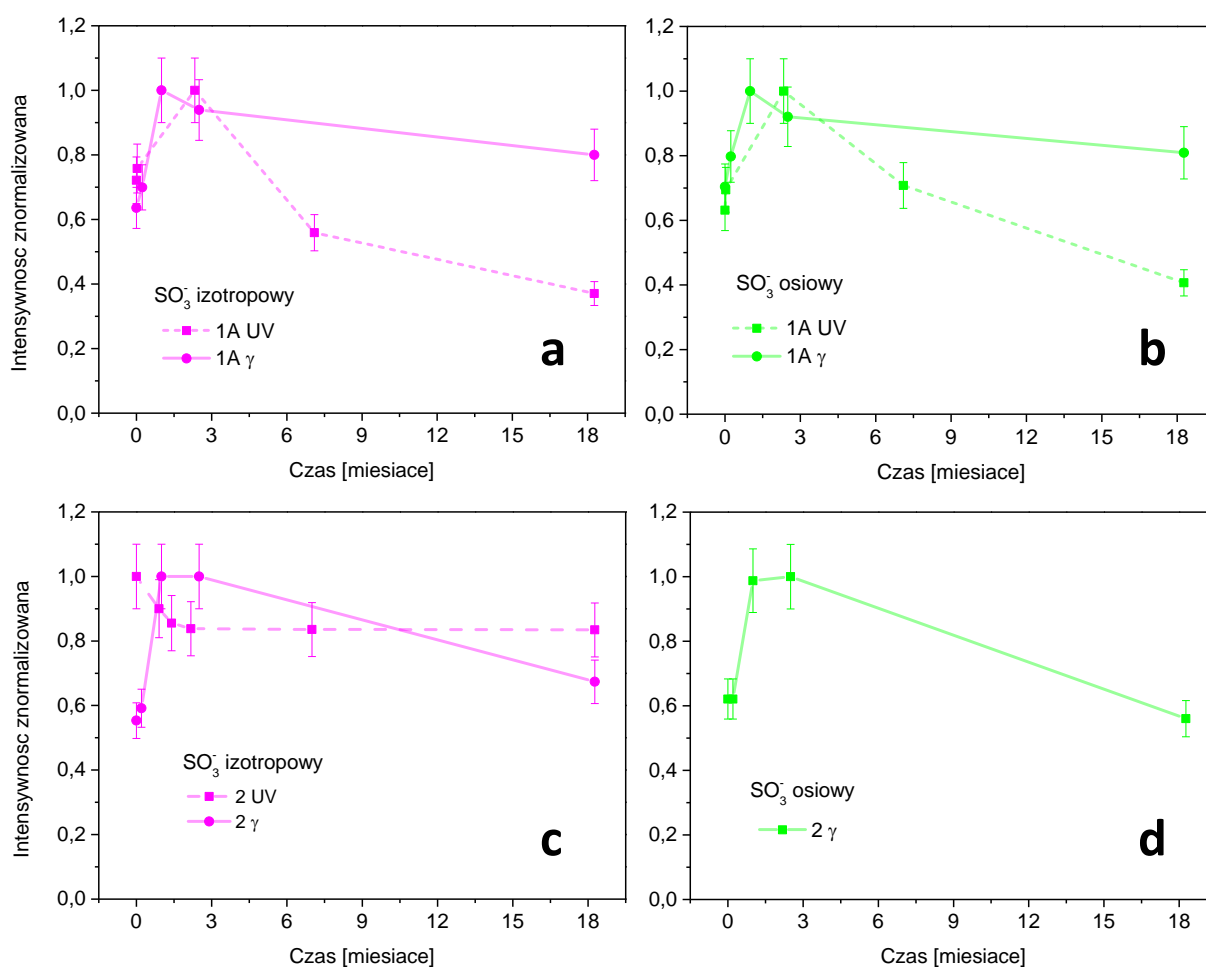 1,2
1,0
0,8
0,6
0,4
0,2
0,0
Intensywnosc znormalizowana
SO₃⁻ izotropowy
1A UV
1A γ
a
0 3 6 9 12 15 18
Czas [miesiace]
1,2
1,0
0,8
0,6
0,4
0,2
0,0
SO₃⁻ osiowy
1A UV
1A γ
b
0 3 6 9 12 15 18
Czas [miesiace]
1,2
1,0
0,8
0,6
0,4
0,2
0,0
Intensywnosc znormalizowana
SO₃⁻ izotropowy
2 UV
2 γ
c
0 3 6 9 12 15 18
Czas [miesiace]
1,2
1,0
0,8
0,6
0,4
0,2
0,0
SO₃⁻ osiowy
2 γ
d
0 3 6 9 12 15 18
Czas [miesiace]